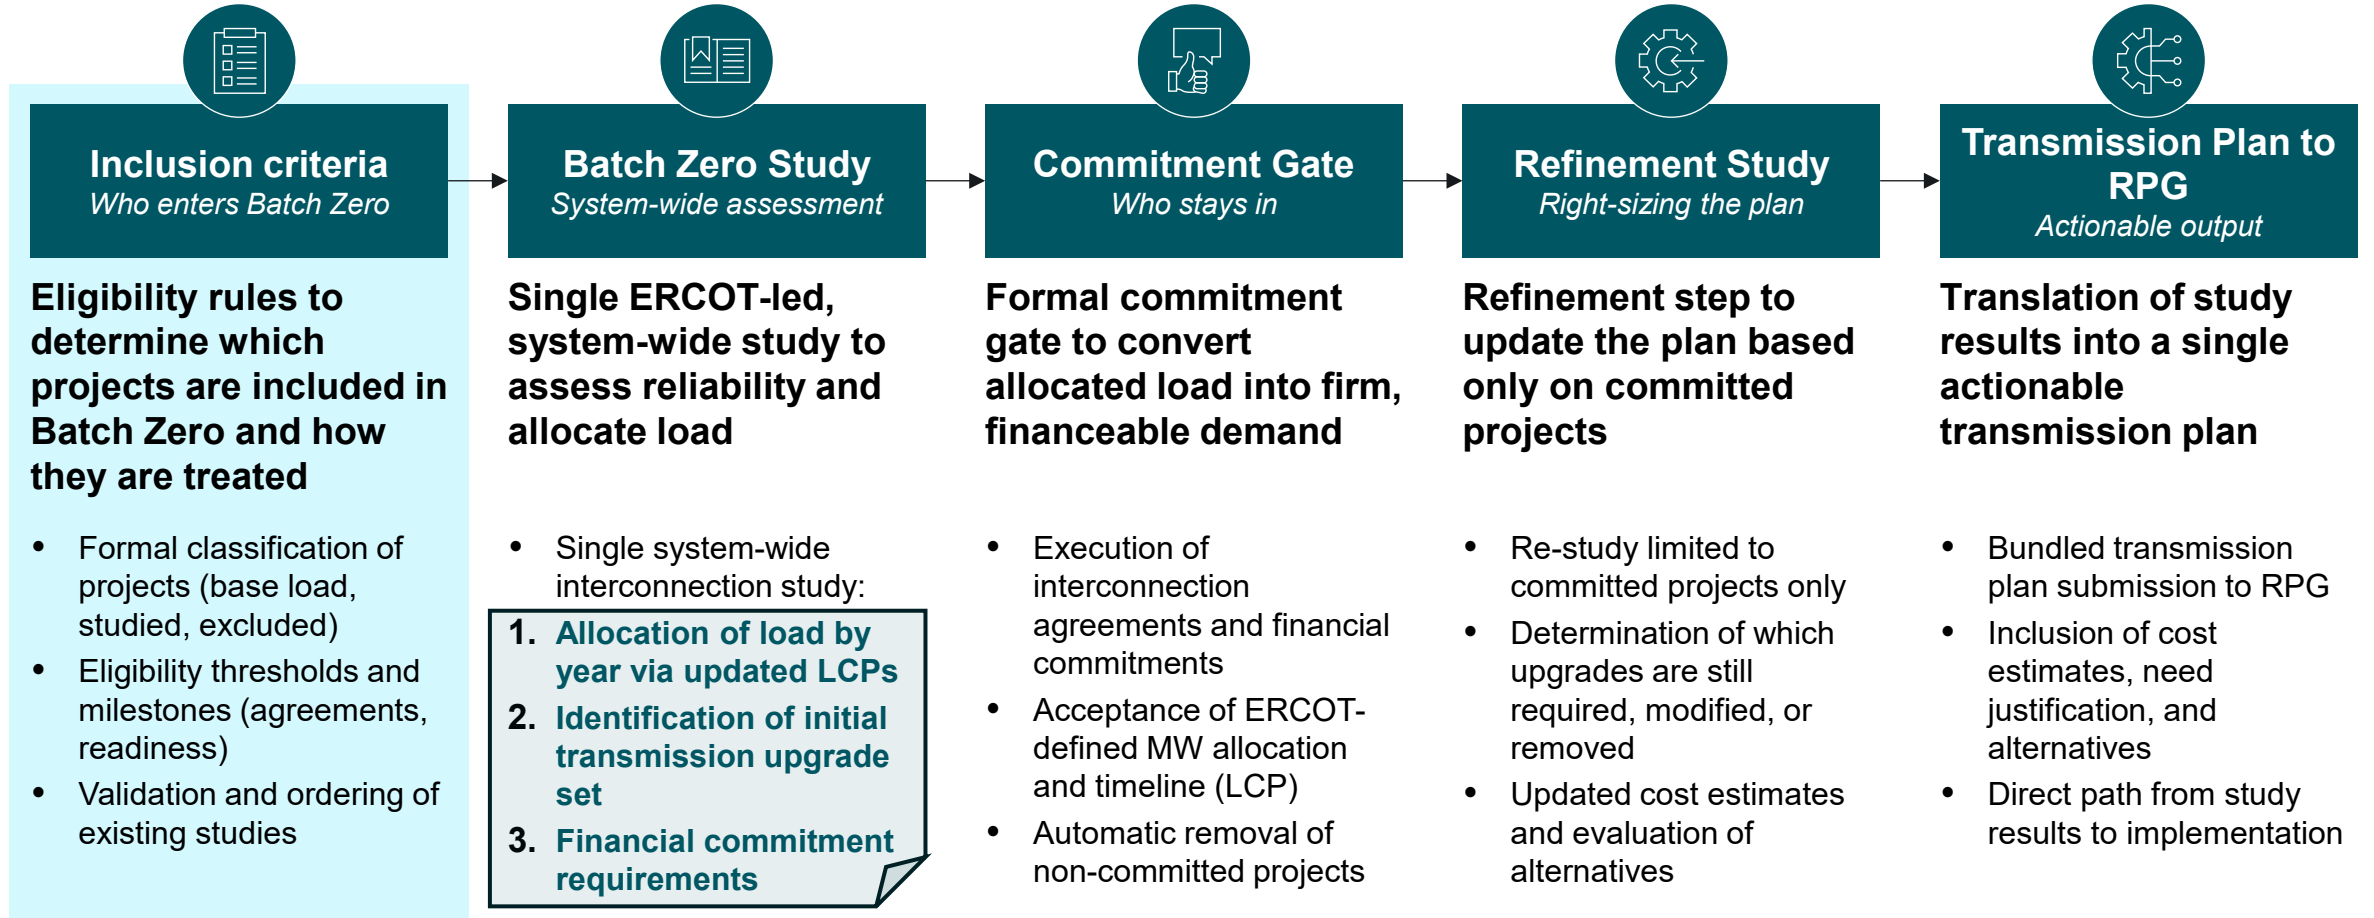 Inclusion criteria
Who enters Batch Zero
Eligibility rules to
determine which
projects are included in
Batch Zero and how
they are treated
• Formal classification of
projects (base load,
studied, excluded)
• Eligibility thresholds and
milestones (agreements,
readiness)
• Validation and ordering of
existing studies
Batch Zero Study
System-wide assessment
Single ERCOT-led,
system-wide study to
assess reliability and
allocate load
• Single system-wide
interconnection study:
1. Allocation of load by
year via updated LCPs
2. Identification of initial
transmission upgrade
set
3. Financial commitment
requirements
Commitment Gate
Who stays in
Formal commitment
gate to convert
allocated load into firm,
financeable demand
• Execution of
interconnection
agreements and financial
commitments
• Acceptance of ERCOT-
defined MW allocation
and timeline (LCP)
• Automatic removal of
non-committed projects
Refinement Study
Right-sizing the plan
Refinement step to
update the plan based
only on committed
projects
• Re-study limited to
committed projects only
• Determination of which
upgrades are still
required, modified, or
removed
• Updated cost estimates
and evaluation of
alternatives
Transmission Plan to
RPG
Actionable output
Translation of study
results into a single
actionable
transmission plan
• Bundled transmission
plan submission to RPG
• Inclusion of cost
estimates, need
justification, and
alternatives
• Direct path from study
results to implementation